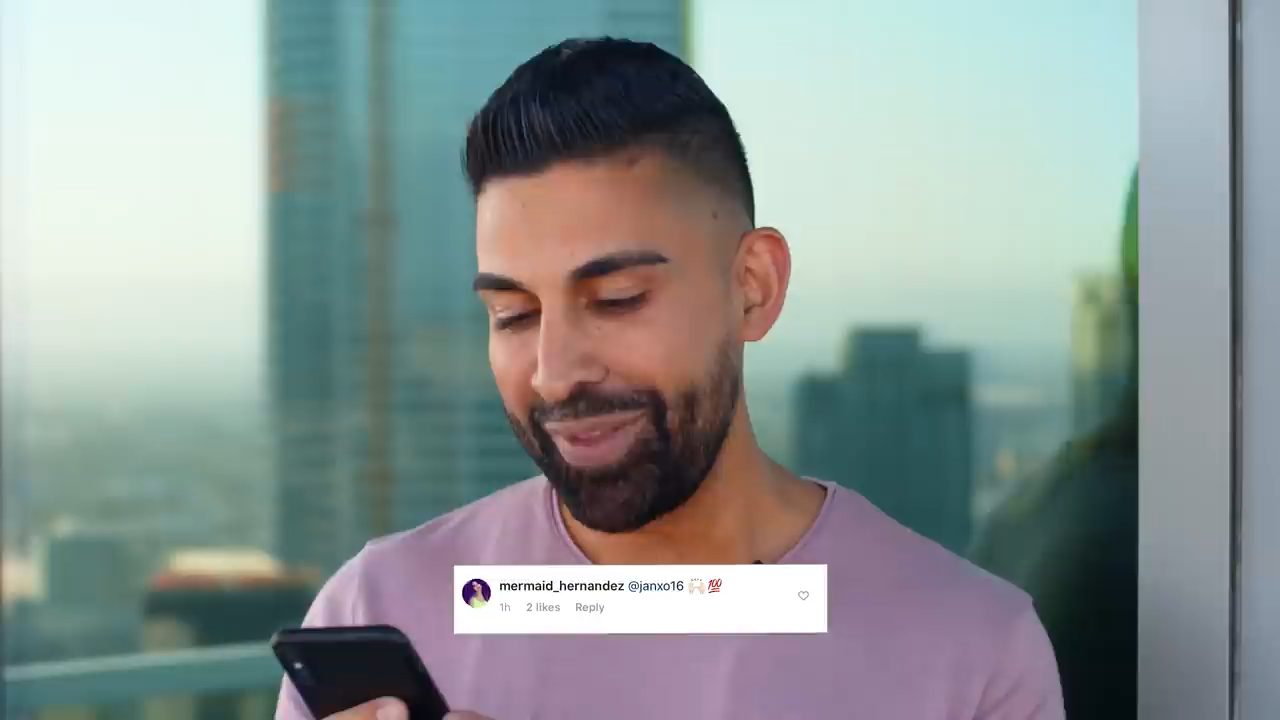 mermaid_hernandez @janxo16 🙌🏻💯
1h 2 likes Reply